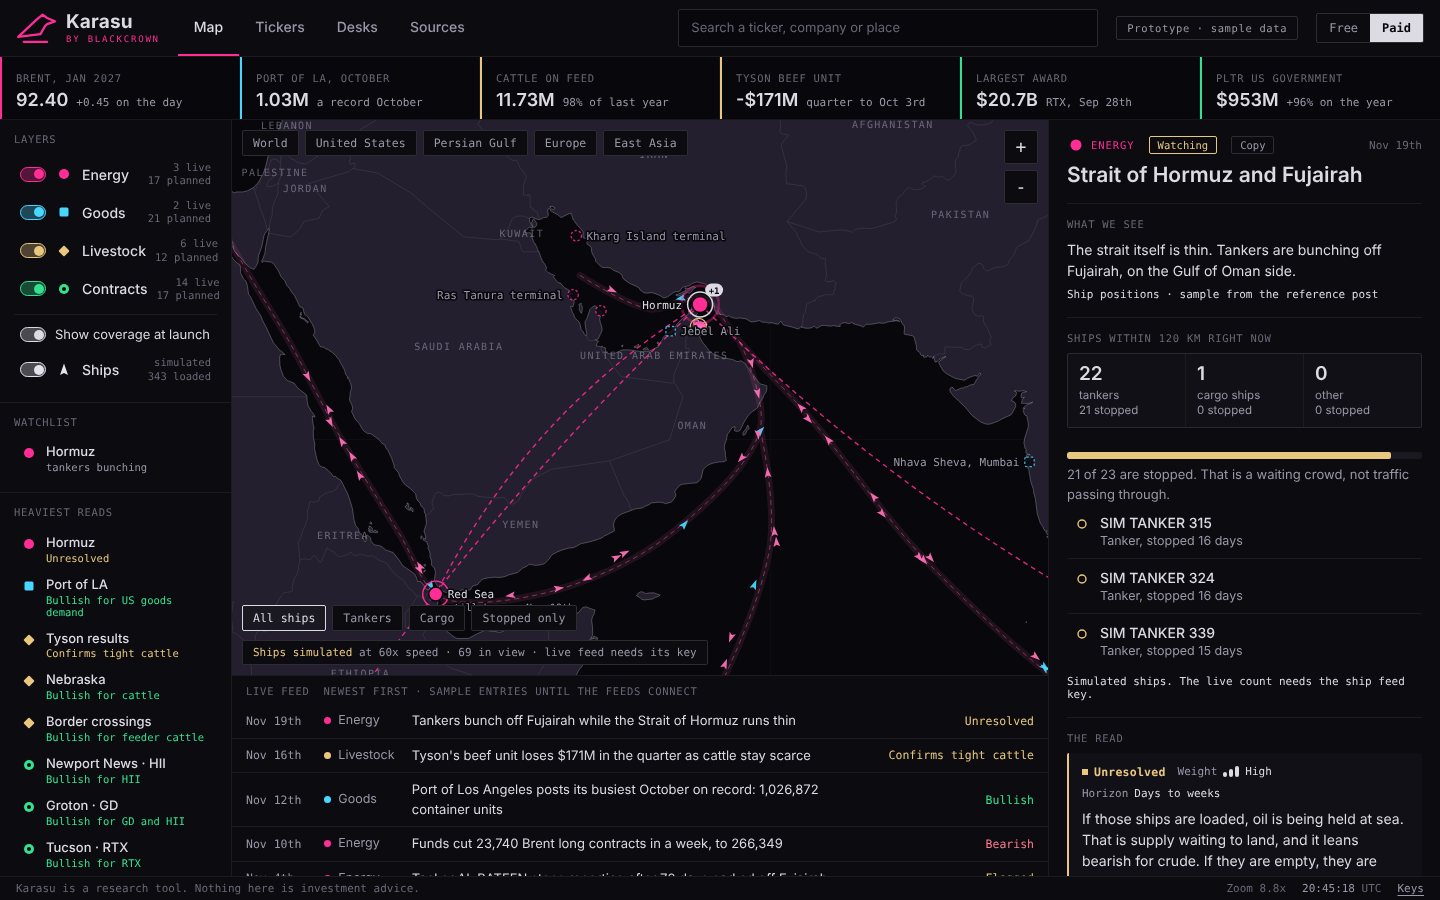 Karasu
BY BLACKCROWN
Map
Tickers
Desks
Sources
Search a ticker, company or place
Prototype · sample data
Free
Paid
BRENT, JAN 2027
92.40 +0.45 on the day
PORT OF LA, OCTOBER
1.03M a record October
CATTLE ON FEED
11.73M 98% of last year
TYSON BEEF UNIT
-$171M quarter to Oct 3rd
LARGEST AWARD
$20.7B RTX, Sep 28th
PLTR US GOVERNMENT
$953M +96% on the year
LAYERS
Energy
3 live
17 planned
Goods
2 live
21 planned
Livestock
6 live
12 planned
Contracts
14 live
17 planned
Show coverage at launch
Ships
simulated
343 loaded
WATCHLIST
Hormuz
tankers bunching
HEAVIEST READS
Hormuz
Unresolved
Port of LA
Bullish for US goods
demand
Tyson results
Confirms tight cattle
Nebraska
Bullish for cattle
Border crossings
Bullish for feeder cattle
Newport News · HII
Bullish for HII
Groton · GD
Bullish for GD and HII
Tucson · RTX
Bullish for RTX
LEBANON
AFGHANISTAN
World
United States
Persian Gulf
Europe
East Asia
+
-
IRAN
PALESTINE
JORDAN
PAKISTAN
KUWAIT
Kharg Island terminal
Ras Tanura terminal
Hormuz
+1
Jebel Ali
SAUDI ARABIA
UNITED ARAB EMIRATES
OMAN
Nhava Sheva, Mumbai
YEMEN
ERITREA
Red Sea
All ships
Tankers
Cargo
Stopped only
Ships simulated at 60x speed · 69 in view · live feed needs its key
ETHIOPIA
LIVE FEED NEWEST FIRST · SAMPLE ENTRIES UNTIL THE FEEDS CONNECT
Nov 19th Energy Tankers bunch off Fujairah while the Strait of Hormuz runs thin Unresolved
Nov 16th Livestock Tyson's beef unit loses $171M in the quarter as cattle stay scarce Confirms tight cattle
Nov 12th Goods Port of Los Angeles posts its busiest October on record: 1,026,872
container units Bullish
Nov 10th Energy Funds cut 23,740 Brent long contracts in a week, to 266,349 Bearish
ENERGY
Watching
Copy
Nov 19th
Strait of Hormuz and Fujairah
WHAT WE SEE
The strait itself is thin. Tankers are bunching off
Fujairah, on the Gulf of Oman side.
Ship positions · sample from the reference post
SHIPS WITHIN 120 KM RIGHT NOW
22
tankers
21 stopped
1
cargo ships
0 stopped
0
other
0 stopped
21 of 23 are stopped. That is a waiting crowd, not traffic
passing through.
SIM TANKER 315
Tanker, stopped 16 days
SIM TANKER 324
Tanker, stopped 16 days
SIM TANKER 339
Tanker, stopped 15 days
Simulated ships. The live count needs the ship feed
key.
THE READ
Unresolved Weight High
Horizon Days to weeks
If those ships are loaded, oil is being held at sea.
That is supply waiting to land, and it leans
bearish for crude. If they are empty, they are
Karasu is a research tool. Nothing here is investment advice.
Zoom 8.8x 20:45:18 UTC Keys